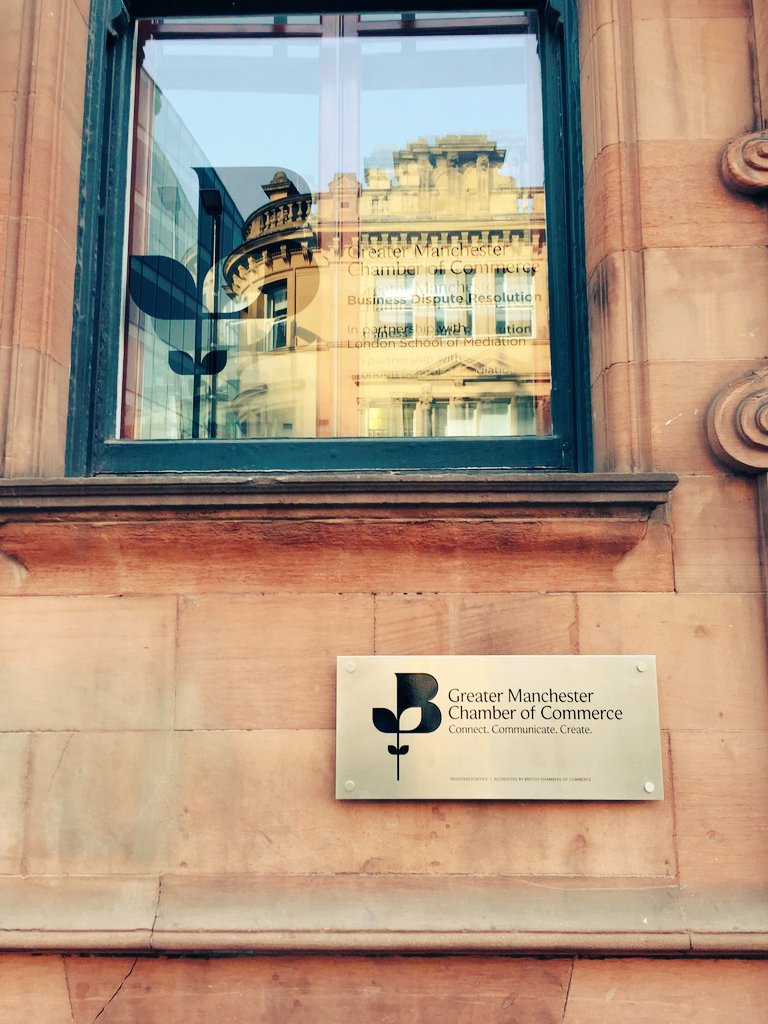 Greater Manchester
Chamber of Commerce
Business Dispute Resolution
In partnership with
London School of Mediation
B Greater Manchester
Chamber of Commerce
Connect. Communicate. Create.
REGISTERED OFFICE | ACCREDITED BY BRITISH CHAMBERS OF COMMERCE